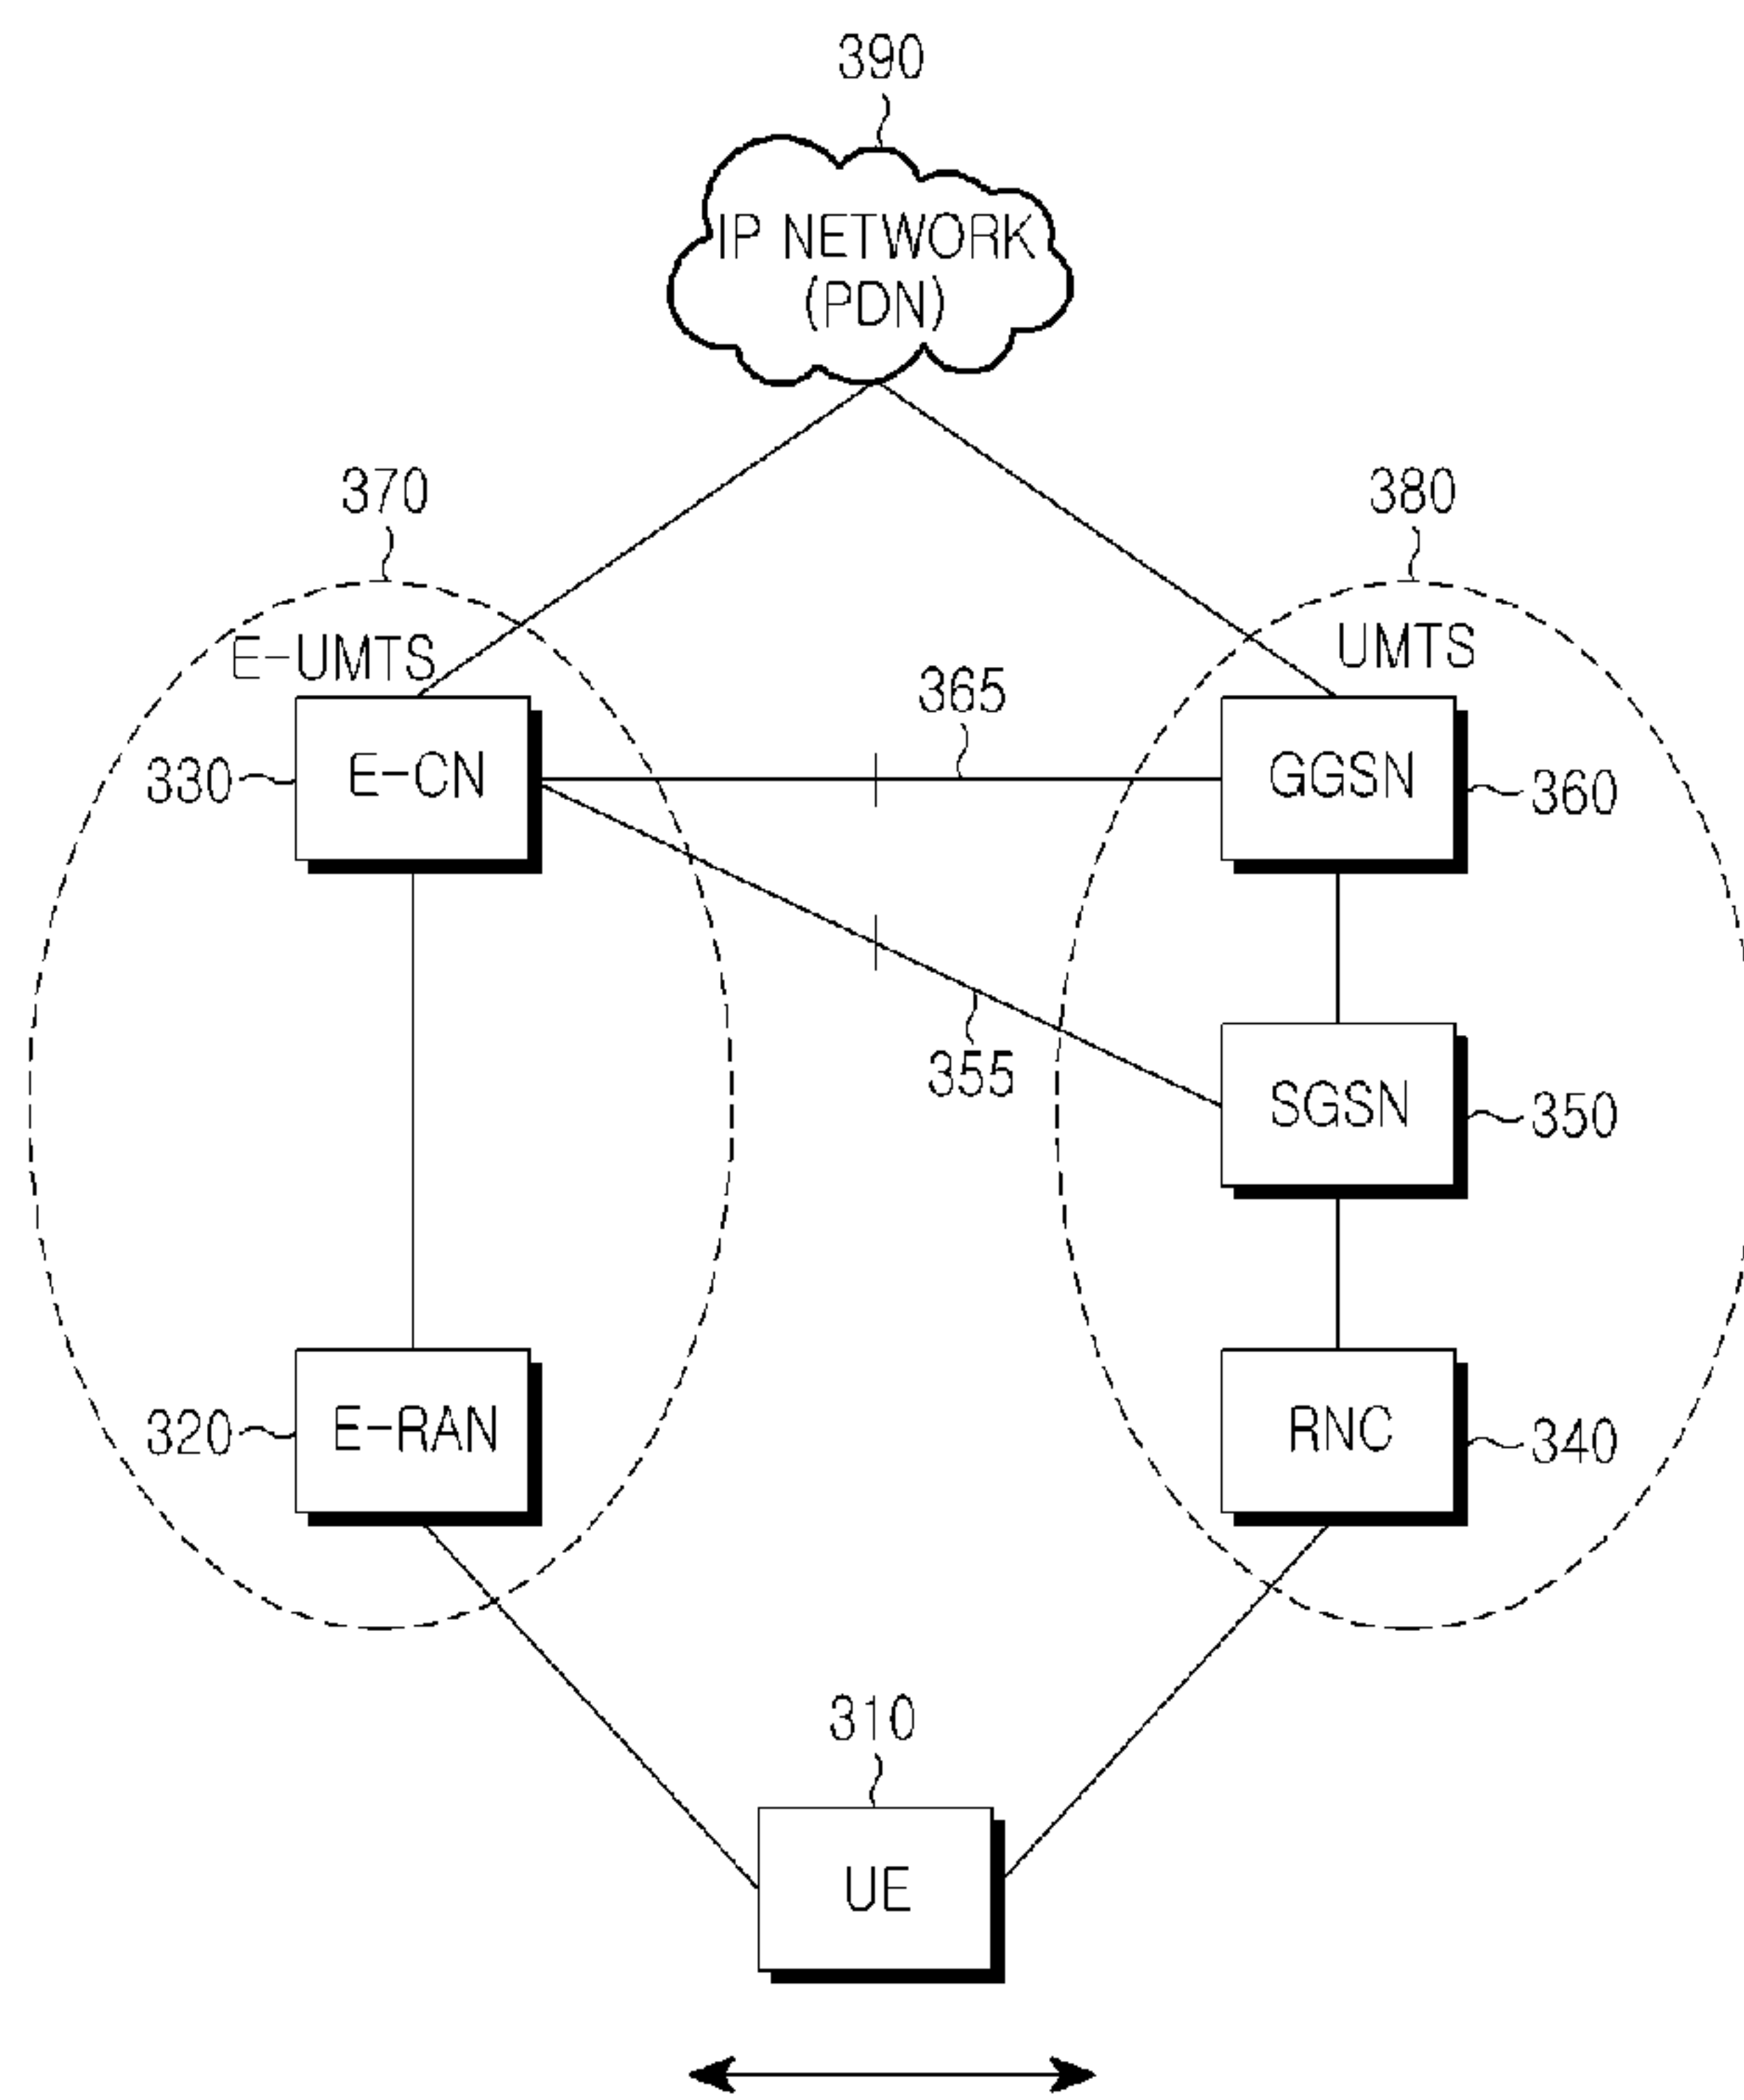 390
IP NETWORK
(PDN)
370
380
E-UMTS
UMTS
365
330
E-CN
GGSN
360
355
SGSN
350
320
E-RAN
RNC
340
310
UE